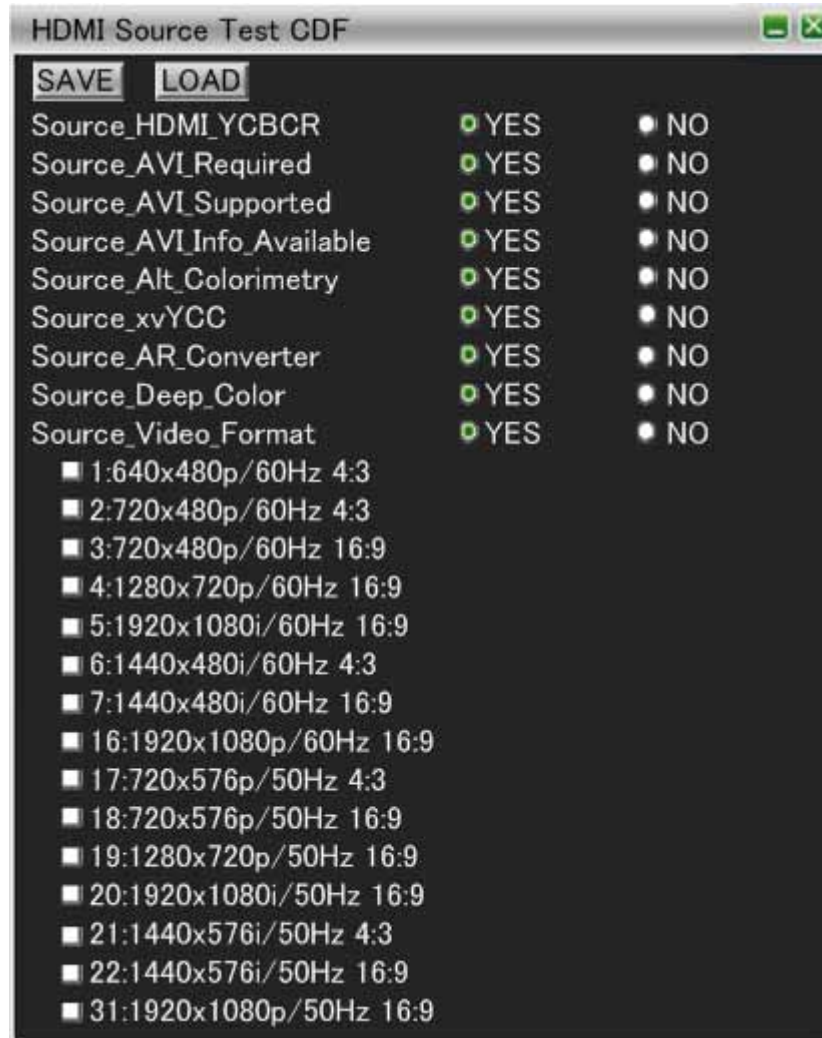 HDMI Source Test CDF
SAVE LOAD
Source_HDMI_YCBCR YES NO
Source_AVI_Required YES NO
Source_AVI_Supported YES NO
Source_AVI_Info_Available YES NO
Source_Alt_Colorimetry YES NO
Source_xvYCC YES NO
Source_AR_Converter YES NO
Source_Deep_Color YES NO
Source_Video_Format YES NO
1:640x480p/60Hz 4:3
2:720x480p/60Hz 4:3
3:720x480p/60Hz 16:9
4:1280x720p/60Hz 16:9
5:1920x1080i/60Hz 16:9
6:1440x480i/60Hz 4:3
7:1440x480i/60Hz 16:9
16:1920x1080p/60Hz 16:9
17:720x576p/50Hz 4:3
18:720x576p/50Hz 16:9
19:1280x720p/50Hz 16:9
20:1920x1080i/50Hz 16:9
21:1440x576i/50Hz 4:3
22:1440x576i/50Hz 16:9
31:1920x1080p/50Hz 16:9